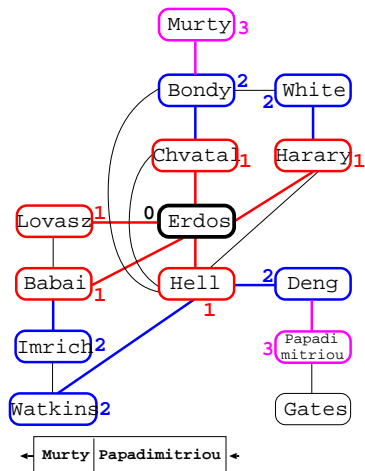 Murty 3
Bondy 2 2 White
Chvatal 1 Harary 1
Lovasz 1 0 Erdos
Babai 1 Hell 1 2 Deng
Imrich 2 3 Papadi
mitriou
Watkins 2 Gates
Murty Papadimitriou